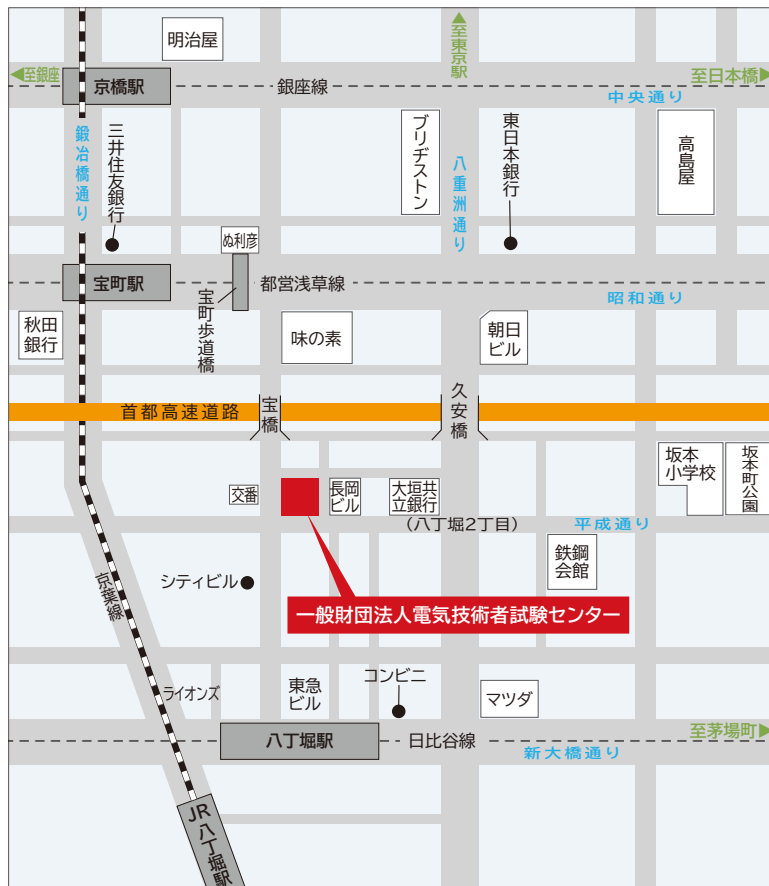 明治屋
至東京駅
至銀座
京橋駅
銀座線
至日本橋
中央通り
鍛冶橋通り
三井住友銀行
ブリヂストン
八重洲通り
東日本銀行
高島屋
ぬ利彦
宝町駅
都営浅草線
昭和通り
宝町歩道橋
秋田
銀行
味の素
朝日
ビル
首都高速道路
宝橋
久安橋
坂本
小学校
坂本町公園
交番
長岡
ビル
大垣共
立銀行
(八丁堀2丁目)
平成通り
鉄鋼
会館
シティビル
京葉線
一般財団法人電気技術者試験センター
ライオンズ
東急
ビル
コンビニ
マツダ
八丁堀駅
日比谷線
至茅場町
新大橋通り
JR八丁堀駅